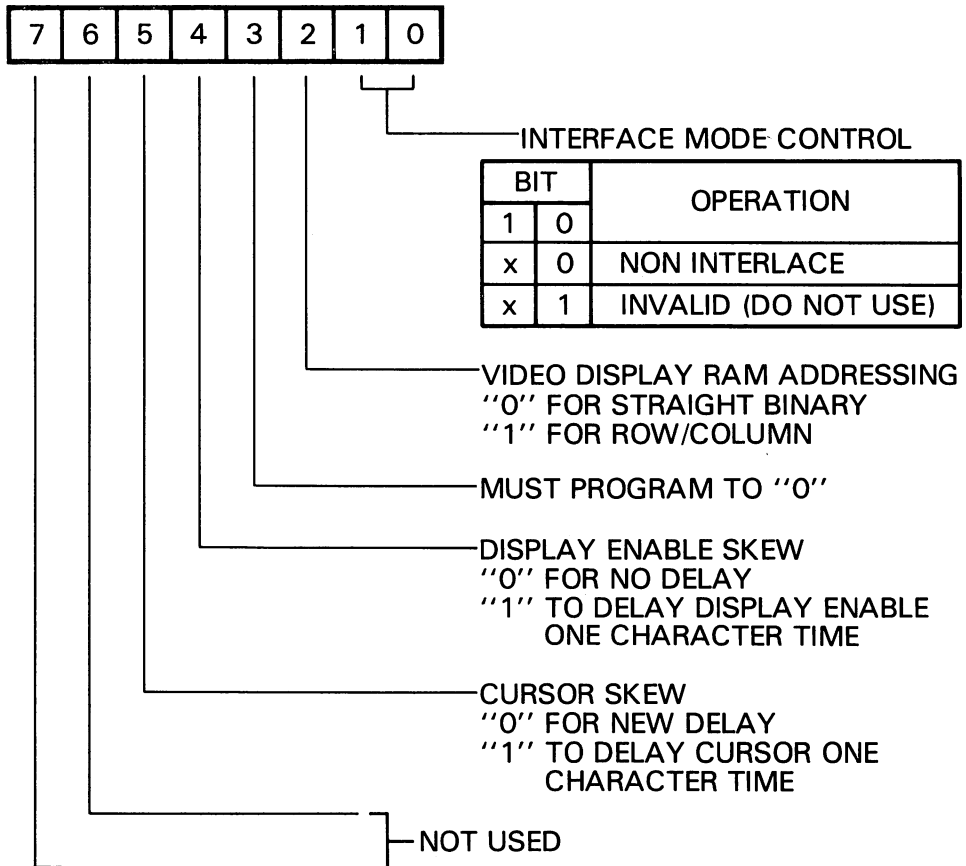 7 6 5 4 3 2 1 0
INTERFACE MODE CONTROL
BIT OPERATION
1 0
x 0 NON INTERLACE
x 1 INVALID (DO NOT USE)
VIDEO DISPLAY RAM ADDRESSING
''0'' FOR STRAIGHT BINARY
''1'' FOR ROW/COLUMN
MUST PROGRAM TO ''0''
DISPLAY ENABLE SKEW
''0'' FOR NO DELAY
''1'' TO DELAY DISPLAY ENABLE
ONE CHARACTER TIME
CURSOR SKEW
''0'' FOR NEW DELAY
''1'' TO DELAY CURSOR ONE
CHARACTER TIME
NOT USED